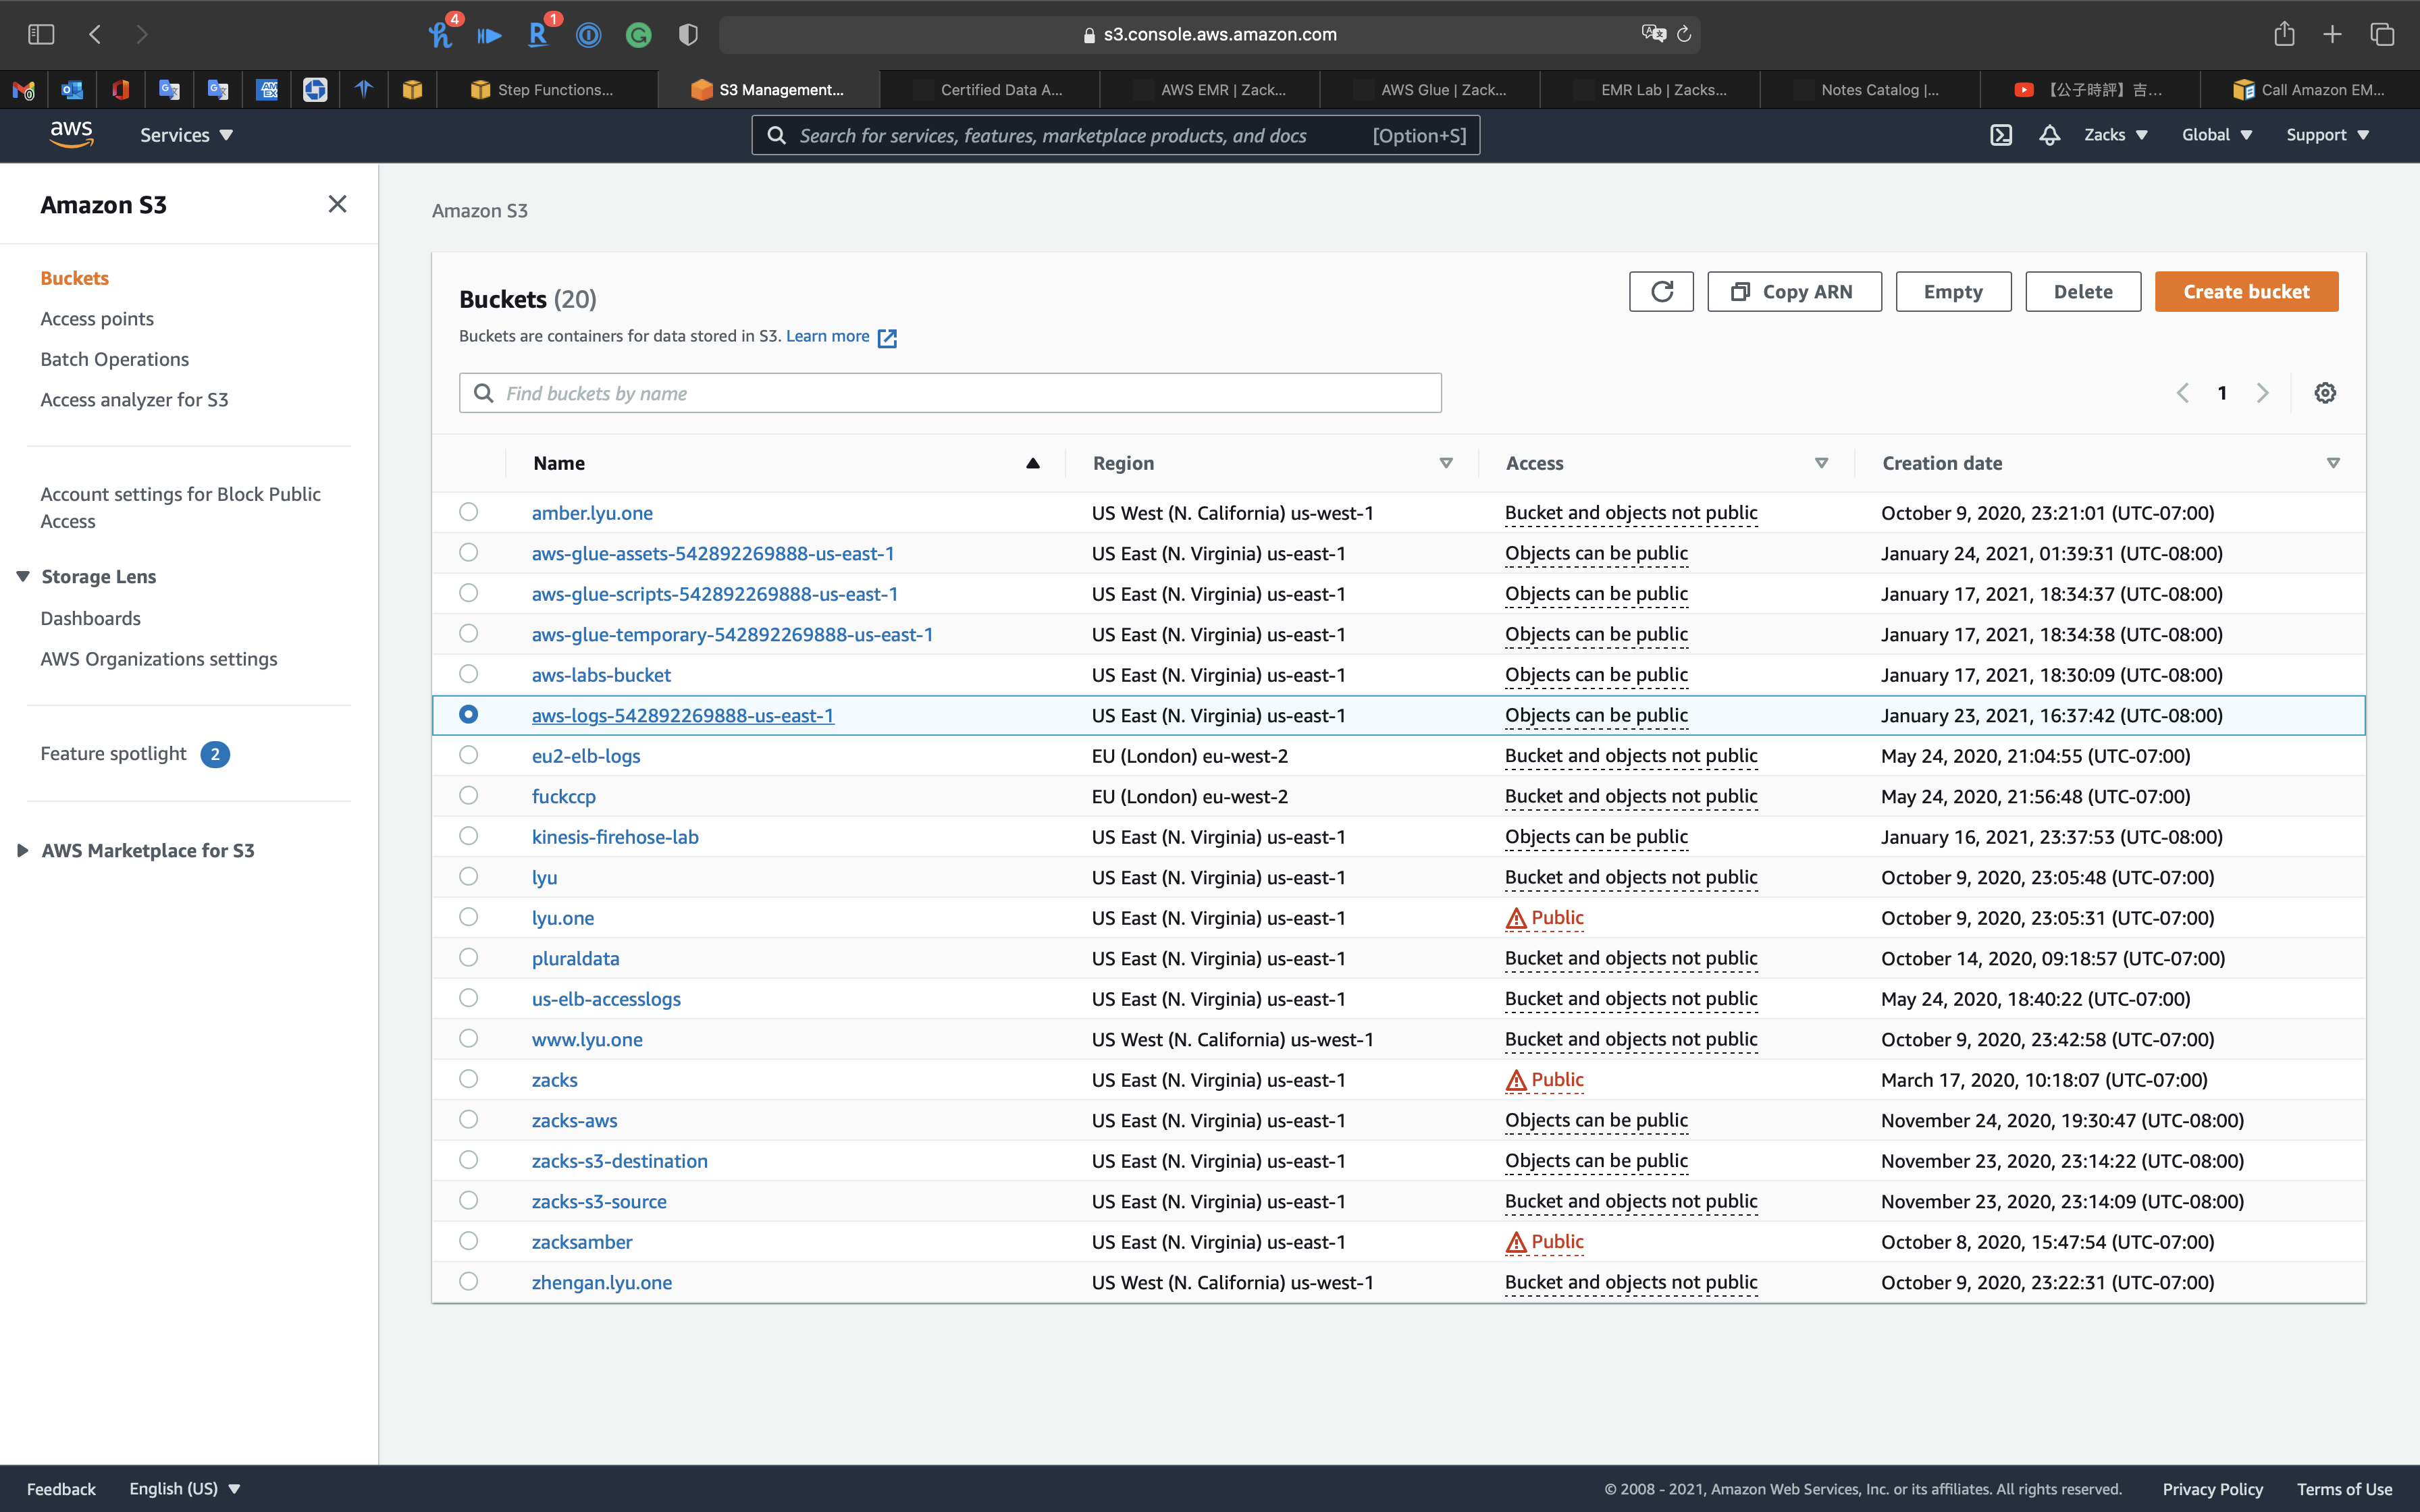 4
1
s3.console.aws.amazon.com
Step Functions...
S3 Management...
Certified Data A...
AWS EMR | Zack...
AWS Glue | Zack...
EMR Lab | Zacks...
Notes Catalog |...
【公子時評】吉...
Call Amazon EM...
aws
Services
Search for services, features, marketplace products, and docs [Option+S]
Zacks
Global
Support
Amazon S3
Buckets
Access points
Batch Operations
Access analyzer for S3
Account settings for Block Public
Access
Storage Lens
Dashboards
AWS Organizations settings
Feature spotlight 2
AWS Marketplace for S3
Amazon S3
Buckets (20)
Copy ARN
Empty
Delete
Create bucket
Buckets are containers for data stored in S3. Learn more
Find buckets by name
1
Name Region Access Creation date
amber.lyu.one US West (N. California) us-west-1 Bucket and objects not public October 9, 2020, 23:21:01 (UTC-07:00)
aws-glue-assets-542892269888-us-east-1 US East (N. Virginia) us-east-1 Objects can be public January 24, 2021, 01:39:31 (UTC-08:00)
aws-glue-scripts-542892269888-us-east-1 US East (N. Virginia) us-east-1 Objects can be public January 17, 2021, 18:34:37 (UTC-08:00)
aws-glue-temporary-542892269888-us-east-1 US East (N. Virginia) us-east-1 Objects can be public January 17, 2021, 18:34:38 (UTC-08:00)
aws-labs-bucket US East (N. Virginia) us-east-1 Objects can be public January 17, 2021, 18:30:09 (UTC-08:00)
aws-logs-542892269888-us-east-1 US East (N. Virginia) us-east-1 Objects can be public January 23, 2021, 16:37:42 (UTC-08:00)
eu2-elb-logs EU (London) eu-west-2 Bucket and objects not public May 24, 2020, 21:04:55 (UTC-07:00)
fuckccp EU (London) eu-west-2 Bucket and objects not public May 24, 2020, 21:56:48 (UTC-07:00)
kinesis-firehose-lab US East (N. Virginia) us-east-1 Objects can be public January 16, 2021, 23:37:53 (UTC-08:00)
lyu US East (N. Virginia) us-east-1 Bucket and objects not public October 9, 2020, 23:05:48 (UTC-07:00)
lyu.one US East (N. Virginia) us-east-1 Public October 9, 2020, 23:05:31 (UTC-07:00)
pluraldata US East (N. Virginia) us-east-1 Bucket and objects not public October 14, 2020, 09:18:57 (UTC-07:00)
us-elb-accesslogs US East (N. Virginia) us-east-1 Bucket and objects not public May 24, 2020, 18:40:22 (UTC-07:00)
www.lyu.one US West (N. California) us-west-1 Bucket and objects not public October 9, 2020, 23:42:58 (UTC-07:00)
zacks US East (N. Virginia) us-east-1 Public March 17, 2020, 10:18:07 (UTC-07:00)
zacks-aws US East (N. Virginia) us-east-1 Objects can be public November 24, 2020, 19:30:47 (UTC-08:00)
zacks-s3-destination US East (N. Virginia) us-east-1 Objects can be public November 23, 2020, 23:14:22 (UTC-08:00)
zacks-s3-source US East (N. Virginia) us-east-1 Bucket and objects not public November 23, 2020, 23:14:09 (UTC-08:00)
zacksamber US East (N. Virginia) us-east-1 Public October 8, 2020, 15:47:54 (UTC-07:00)
zhengan.lyu.one US West (N. California) us-west-1 Bucket and objects not public October 9, 2020, 23:22:31 (UTC-07:00)
Feedback
English (US)
© 2008 - 2021, Amazon Web Services, Inc. or its affiliates. All rights reserved.
Privacy Policy
Terms of Use